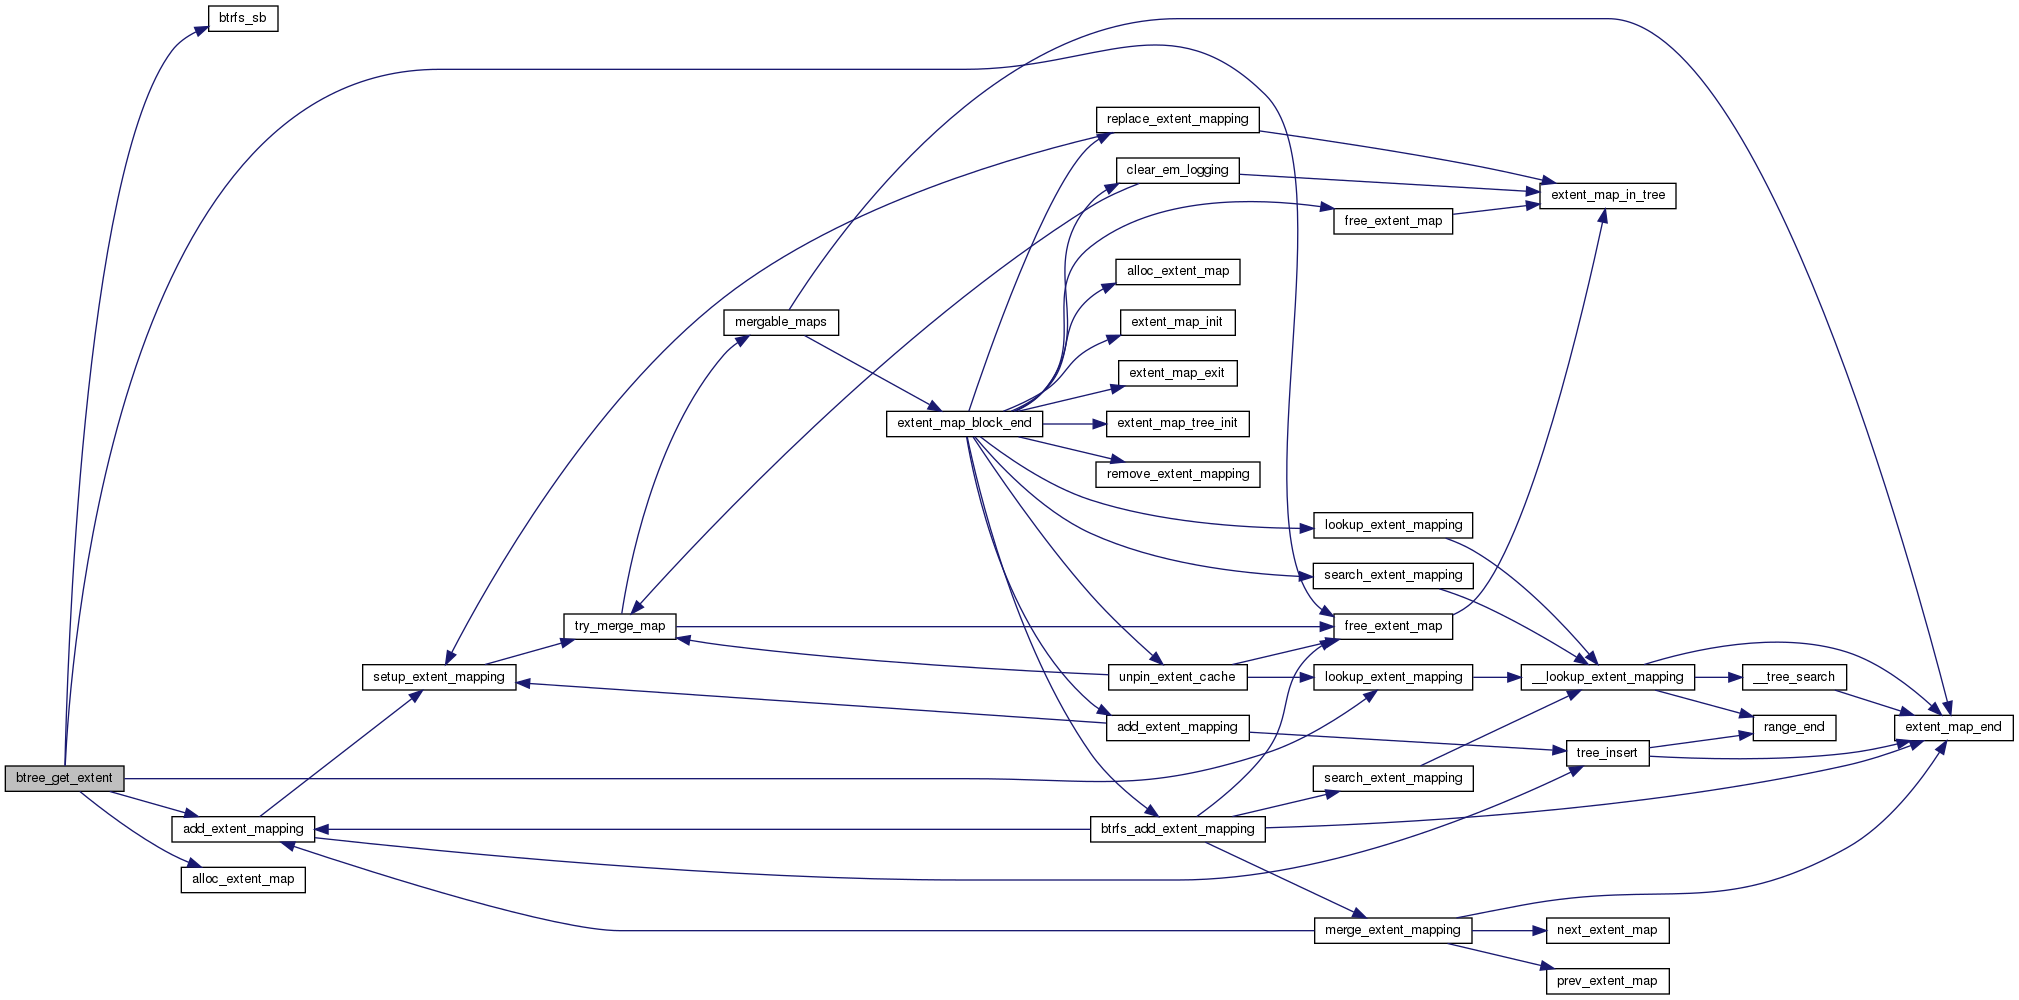 btrfs_sb
replace_extent_mapping
clear_em_logging
extent_map_in_tree
free_extent_map
alloc_extent_map
mergable_maps
extent_map_init
extent_map_exit
extent_map_block_end
extent_map_tree_init
remove_extent_mapping
lookup_extent_mapping
search_extent_mapping
try_merge_map
free_extent_map
setup_extent_mapping
unpin_extent_cache
lookup_extent_mapping
__lookup_extent_mapping
__tree_search
add_extent_mapping
range_end
extent_map_end
tree_insert
btree_get_extent
search_extent_mapping
add_extent_mapping
btrfs_add_extent_mapping
alloc_extent_map
merge_extent_mapping
next_extent_map
prev_extent_map